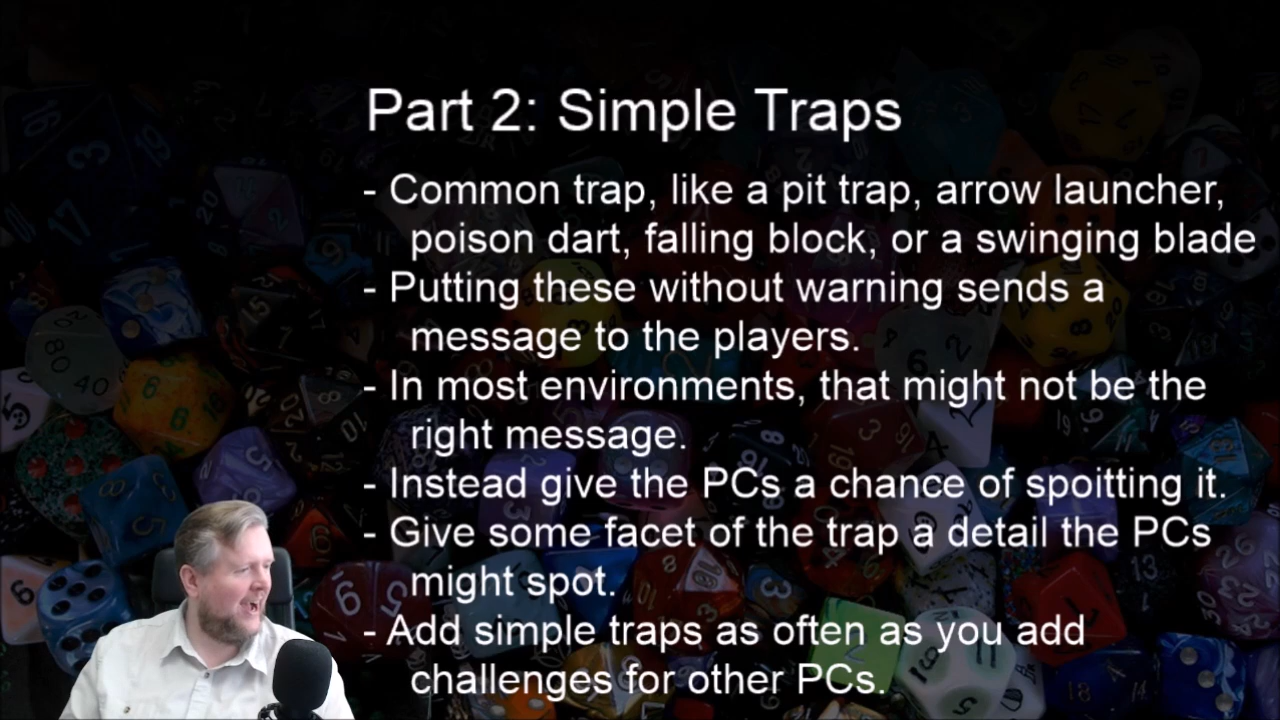 Part 2: Simple Traps
- Common trap, like a pit trap, arrow launcher,
poison dart, falling block, or a swinging blade
- Putting these without warning sends a
message to the players.
- In most environments, that might not be the
right message.
- Instead give the PCs a chance of spoitting it.
- Give some facet of the trap a detail the PCs
might spot.
- Add simple traps as often as you add
challenges for other PCs.